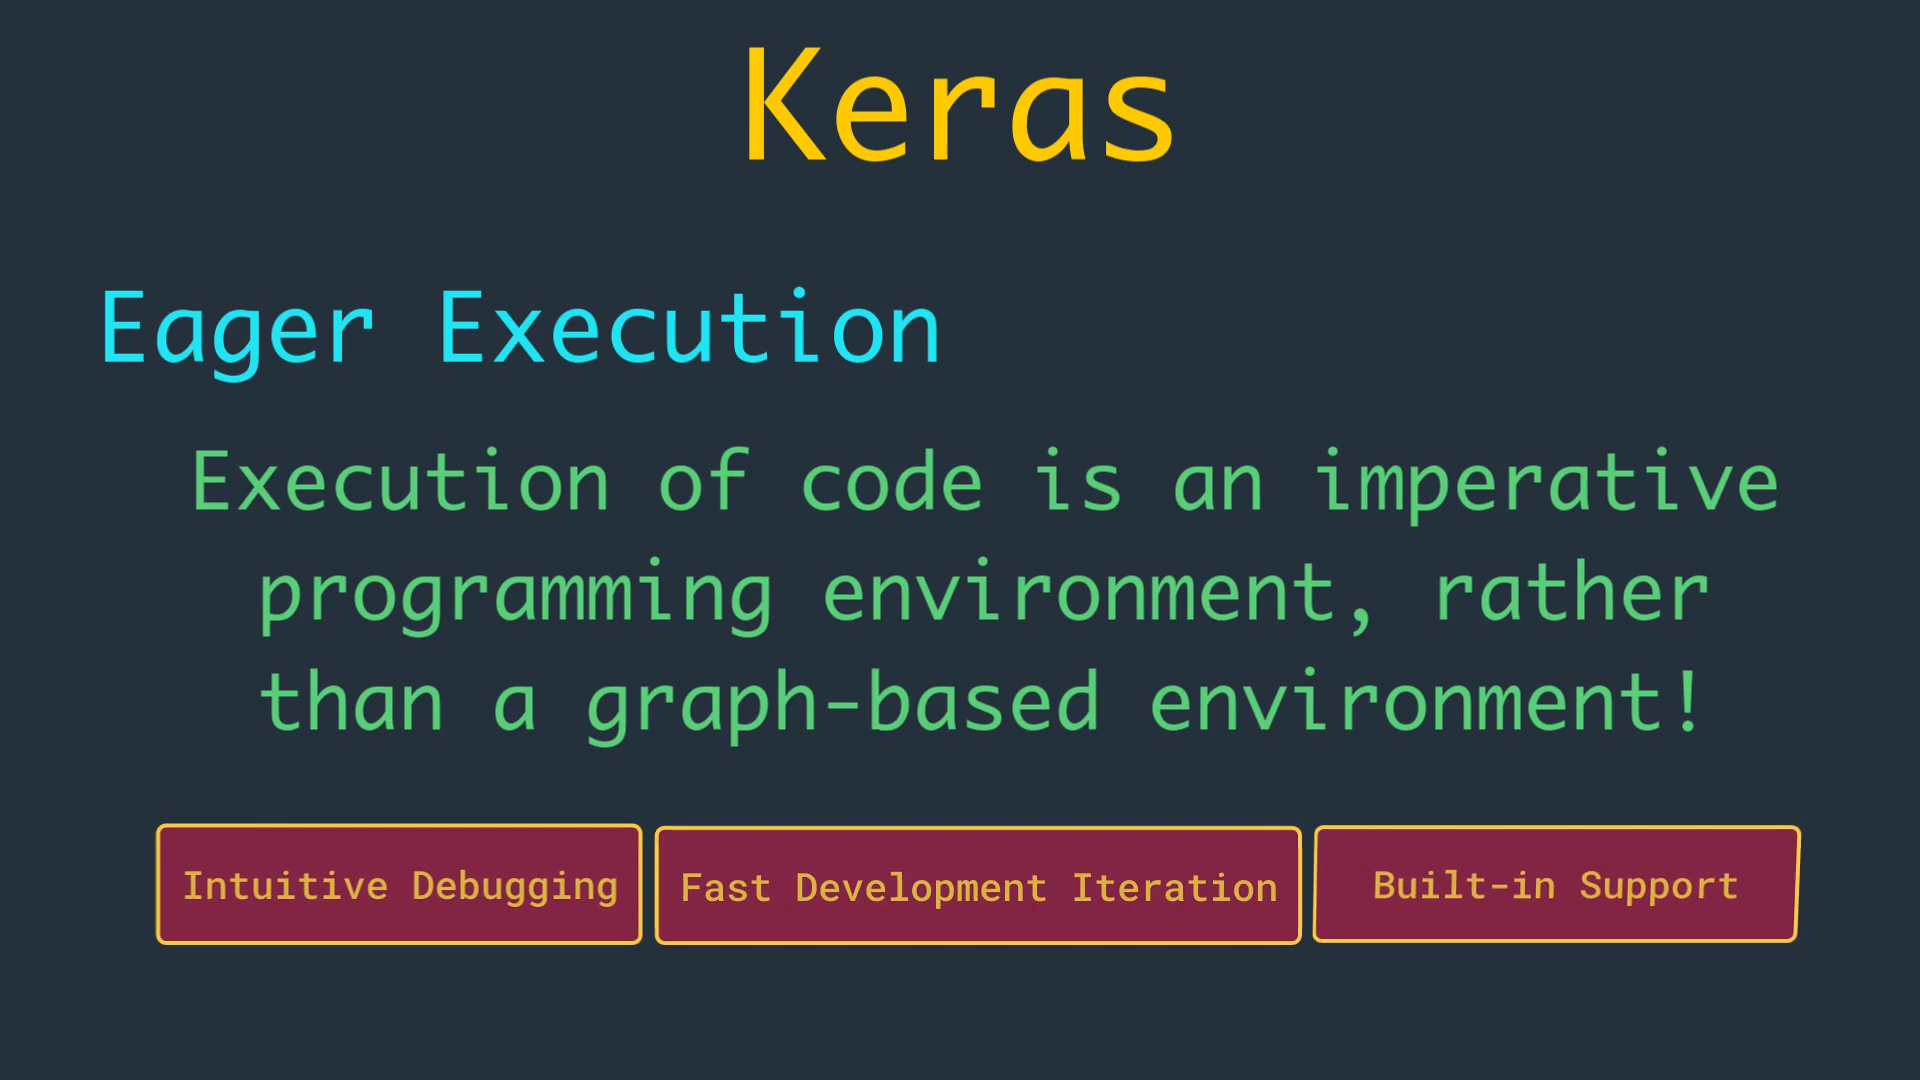 Keras
Eager Execution
Execution of code is an imperative
programming environment, rather
than a graph-based environment!
Intuitive Debugging
Fast Development Iteration
Built-in Support